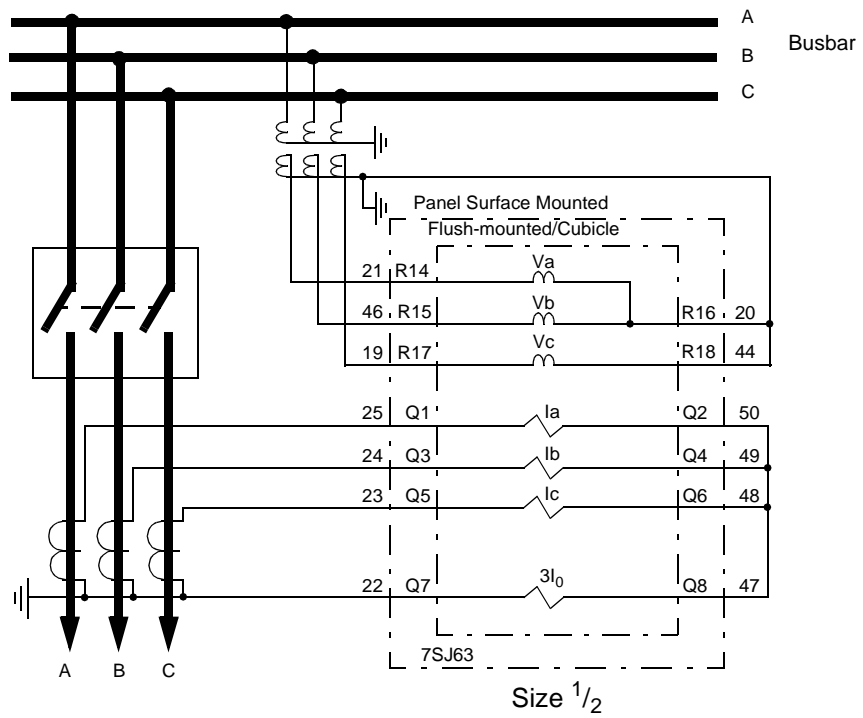 A
B
C
Busbar
Panel Surface Mounted
Flush-mounted/Cubicle
21 R14 Va
46 R15 Vb R16 20
19 R17 Vc R18 44
25 Q1 Ia Q2 50
24 Q3 Ib Q4 49
23 Q5 Ic Q6 48
22 Q7 3I₀ Q8 47
7SJ63
A B C
Size 1/2